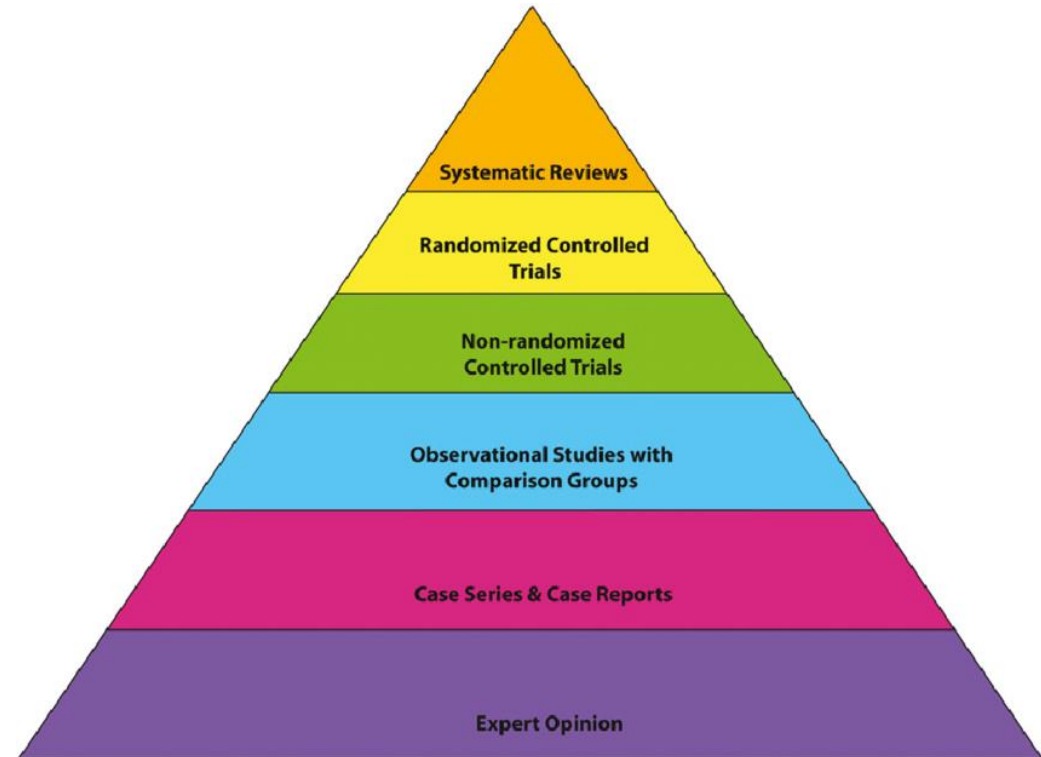 Systematic Reviews
Randomized Controlled
Trials
Non-randomized
Controlled Trials
Observational Studies with
Comparison Groups
Case Series & Case Reports
Expert Opinion